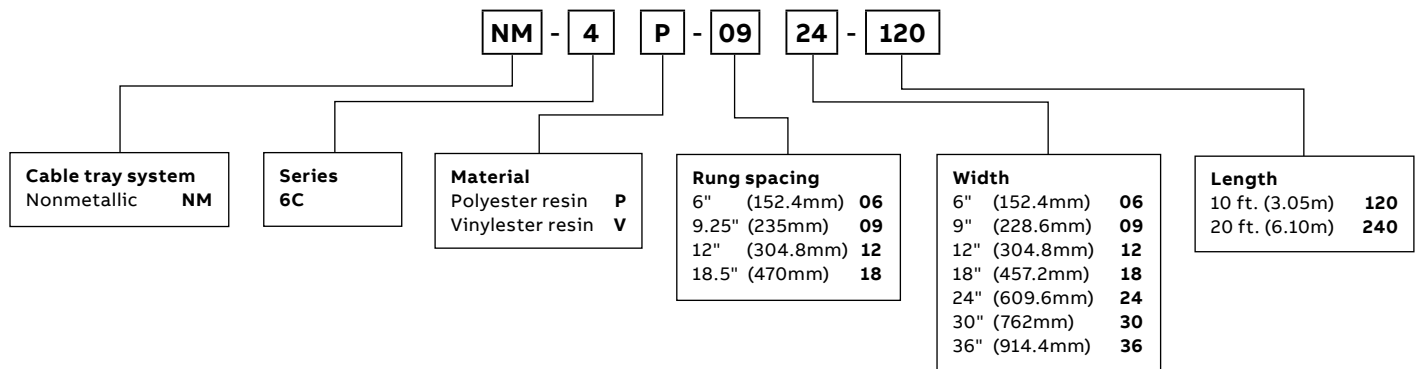 NM - 4 P - 09 24 - 120
Cable tray system
Nonmetallic NM
Series
6C
Material
Polyester resin P
Vinylester resin V
Rung spacing
6" (152.4mm) 06
9.25" (235mm) 09
12" (304.8mm) 12
18.5" (470mm) 18
Width
6" (152.4mm) 06
9" (228.6mm) 09
12" (304.8mm) 12
18" (457.2mm) 18
24" (609.6mm) 24
30" (762mm) 30
36" (914.4mm) 36
Length
10 ft. (3.05m) 120
20 ft. (6.10m) 240